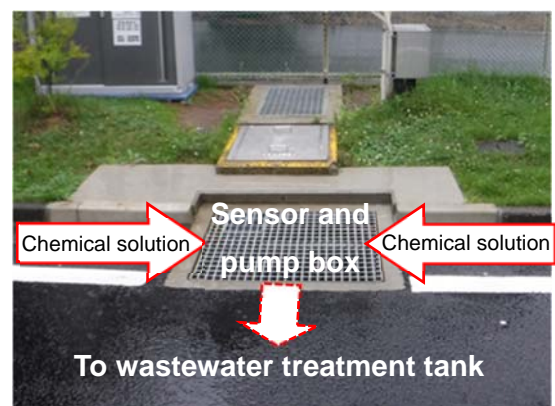 Sensor and
Chemical solution
Chemical solution
pump box
To wastewater treatment tank